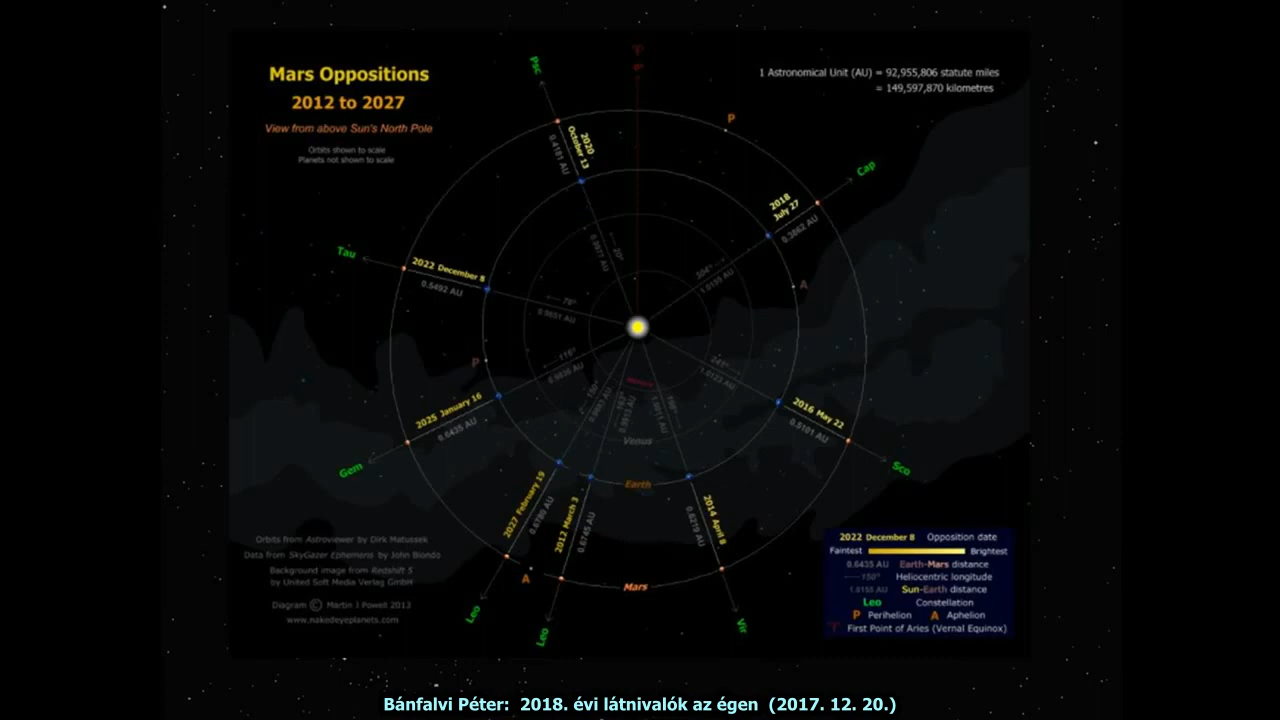 Mars Oppositions
2012 to 2027
View from above Sun's North Pole
Orbits shown to scale
Planets not shown to scale
1 Astronomical Unit (AU) = 92,955,806 statute miles
= 149,597,870 kilometres
Psc
0°
P
Cap
2020
October 13
0.4181 AU
2018
July 27
0.3862 AU
Tau
2022 December 8
0.5492 AU
A
P
2025 January 16
0.6435 AU
Gem
2016 May 22
0.5101 AU
Sco
Venus
Earth
2027 February 19
0.6780 AU
2012 March 3
0.6745 AU
2014 April 8
0.6219 AU
A
Mars
Leo
Leo
Vir
Orbits from Astroviewer by Dirk Matussek
Data from SkyGazer Ephemeris by John Biondo
Background image from Redshift 5
by United Soft Media Verlag GmbH
Diagram © Martin J Powell 2013
www.nakedeyeplanets.com
2022 December 8 Opposition date
Faintest Brightest
0.6435 AU Earth-Mars distance
150° Heliocentric longitude
Sun-Earth distance
Leo Constellation
P Perihelion A Aphelion
First Point of Aries (Vernal Equinox)
Bánfalvi Péter: 2018. évi látnivalók az égen (2017. 12. 20.)